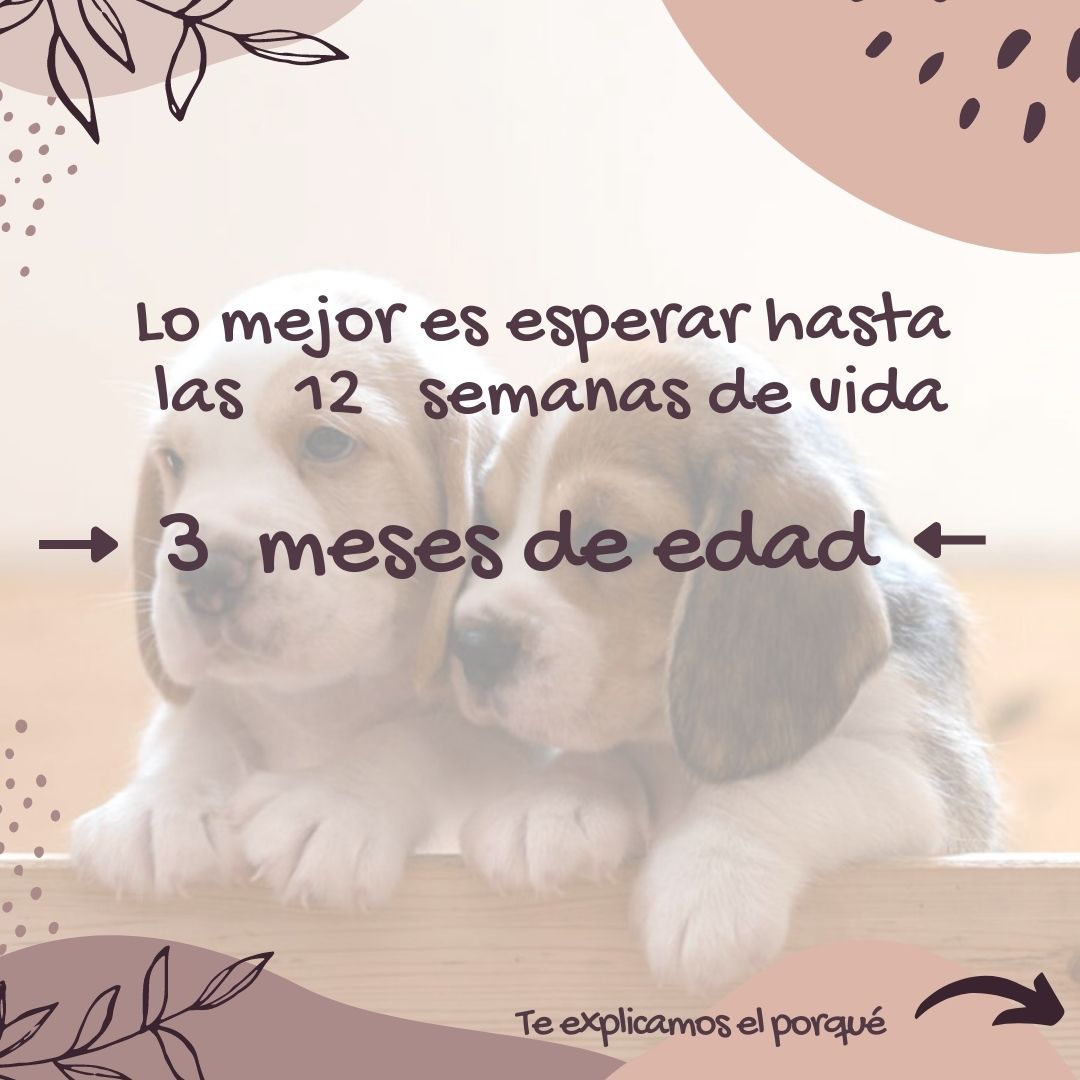 Lo mejor es esperar hasta
las 12 semanas de vida
3 meses de edad
Te explicamos el porqué